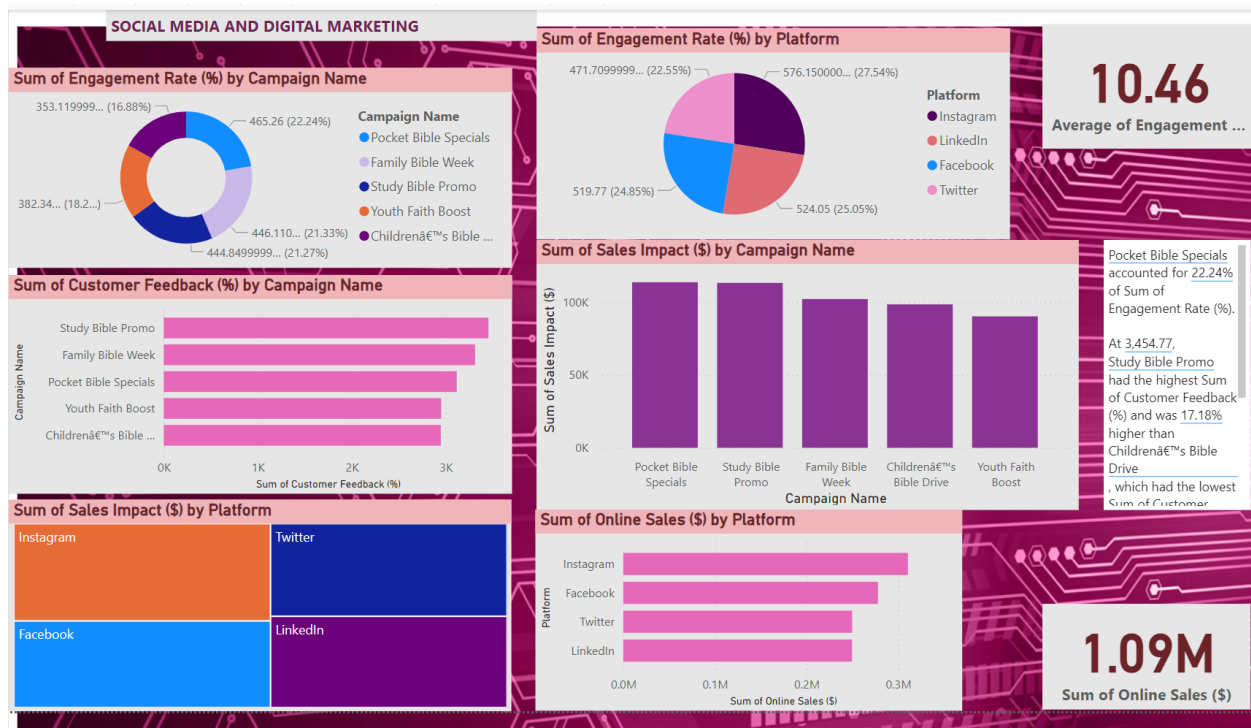 SOCIAL MEDIA AND DIGITAL MARKETING
Sum of Engagement Rate (%) by Campaign Name
353.119999... (16.88%)
465.26 (22.24%)
382.34... (18.2...
446.110... (21.33%)
444.8499999... (21.27%)
Campaign Name
Pocket Bible Specials
Family Bible Week
Study Bible Promo
Youth Faith Boost
Childrenâ€™s Bible ...
Sum of Engagement Rate (%) by Platform
471.7099999... (22.55%)
576.150000... (27.54%)
519.77 (24.85%)
524.05 (25.05%)
Platform
Instagram
LinkedIn
Facebook
Twitter
10.46
Average of Engagement ...
Sum of Customer Feedback (%) by Campaign Name
Campaign Name
Study Bible Promo
Family Bible Week
Pocket Bible Specials
Youth Faith Boost
Childrenâ€™s Bible ...
0K
1K
2K
3K
Sum of Customer Feedback (%)
Sum of Sales Impact ($) by Campaign Name
Sum of Sales Impact ($)
100K
50K
0K
Pocket Bible
Specials
Study Bible
Promo
Family Bible
Week
Childrenâ€™s
Bible Drive
Youth Faith
Boost
Campaign Name
Pocket Bible Specials
accounted for 22.24%
of Sum of
Engagement Rate (%).
At 3,454.77,
Study Bible Promo
had the highest Sum
of Customer Feedback
(%) and was 17.18%
higher than
Childrenâ€™s Bible
Drive
, which had the lowest
Sum of Customer
Sum of Sales Impact ($) by Platform
Instagram
Twitter
Facebook
LinkedIn
Sum of Online Sales ($) by Platform
Platform
Instagram
Facebook
Twitter
LinkedIn
0.0M
0.1M
0.2M
0.3M
Sum of Online Sales ($)
1.09M
Sum of Online Sales ($)